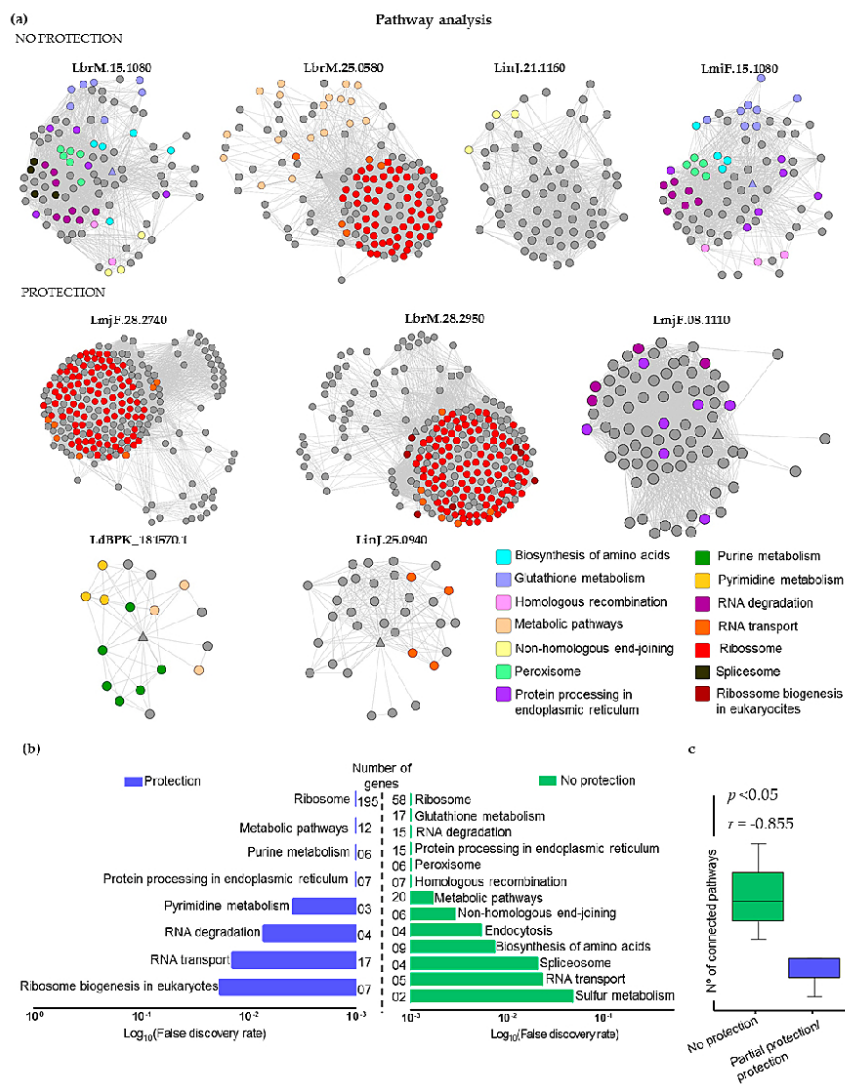 (a)
Pathway analysis
NO PROTECTION
LbrM.15.1080
LbrM.25.0580
LinJ.21.1160
LmiF.15.1080
PROTECTION
LmjF.28.2740
LbrM.28.2950
LmjF.08.1110
LdBPK_181570.1
LinJ.25.0940
Biosynthesis of amino acids
Glutathione metabolism
Homologous recombination
Metabolic pathways
Non-homologous end-joining
Peroxisome
Protein processing in
endoplasmic reticulum
Purine metabolism
Pyrimidine metabolism
RNA degradation
RNA transport
Ribossome
Splicesome
Ribossome biogenesis
in eukaryocites
(b)
Protection
Number of
genes
No protection
Ribosome 195
Metabolic pathways 12
Purine metabolism 06
Protein processing in endoplasmic reticulum 07
Pyrimidine metabolism 03
RNA degradation 04
RNA transport 17
Ribosome biogenesis in eukaryotes 07
10⁰ 10⁻² 10⁻³
Log₁₀(False discovery rate)
58 Ribosome
17 Glutathione metabolism
15 RNA degradation
15 Protein processing in endoplasmic reticulum
06 Peroxisome
07 Homologous recombination
20 Metabolic pathways
06 Non-homologous end-joining
04 Endocytosis
09 Biosynthesis of amino acids
04 Spliceosome
05 RNA transport
02 Sulfur metabolism
10⁻³ 10⁻² 10⁻¹
Log₁₀(False discovery rate)
c
p <0.05
r = -0.855
Nº of connected pathways
No protection
Partial protection/
protection